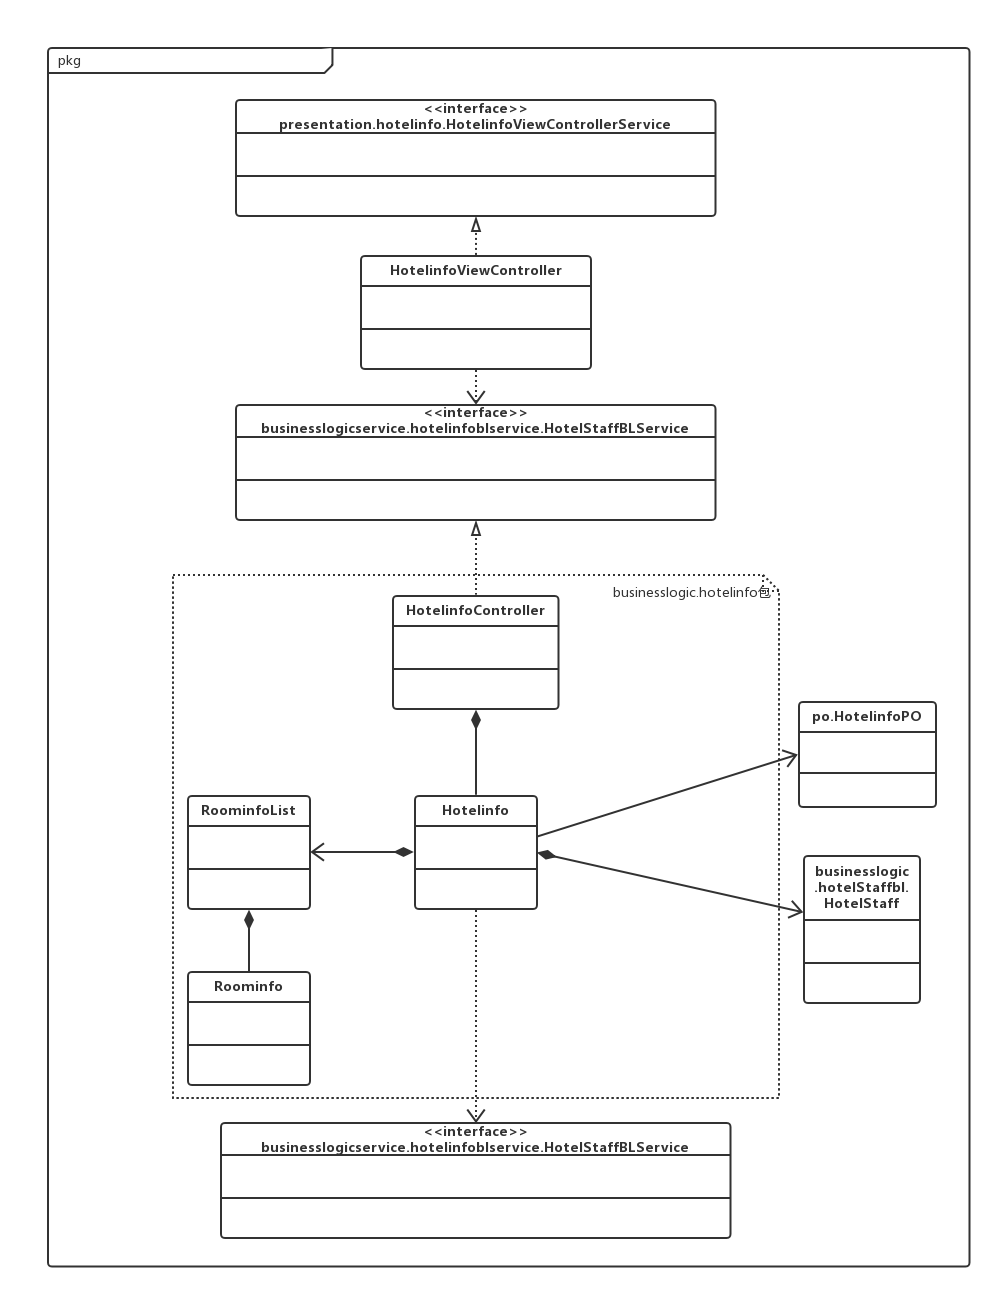 pkg
<<interface>>
presentation.hotelinfo.HotelinfoViewControllerService
HotelinfoViewController
<<interface>>
businesslogicservice.hotelinfoblservice.HotelStaffBLService
businesslogic.hotelinfo包
HotelinfoController
po.HotelinfoPO
RoominfoList
Hotelinfo
businesslogic
.hotelStaffbl.
HotelStaff
Roominfo
<<interface>>
businesslogicservice.hotelinfoblservice.HotelStaffBLService